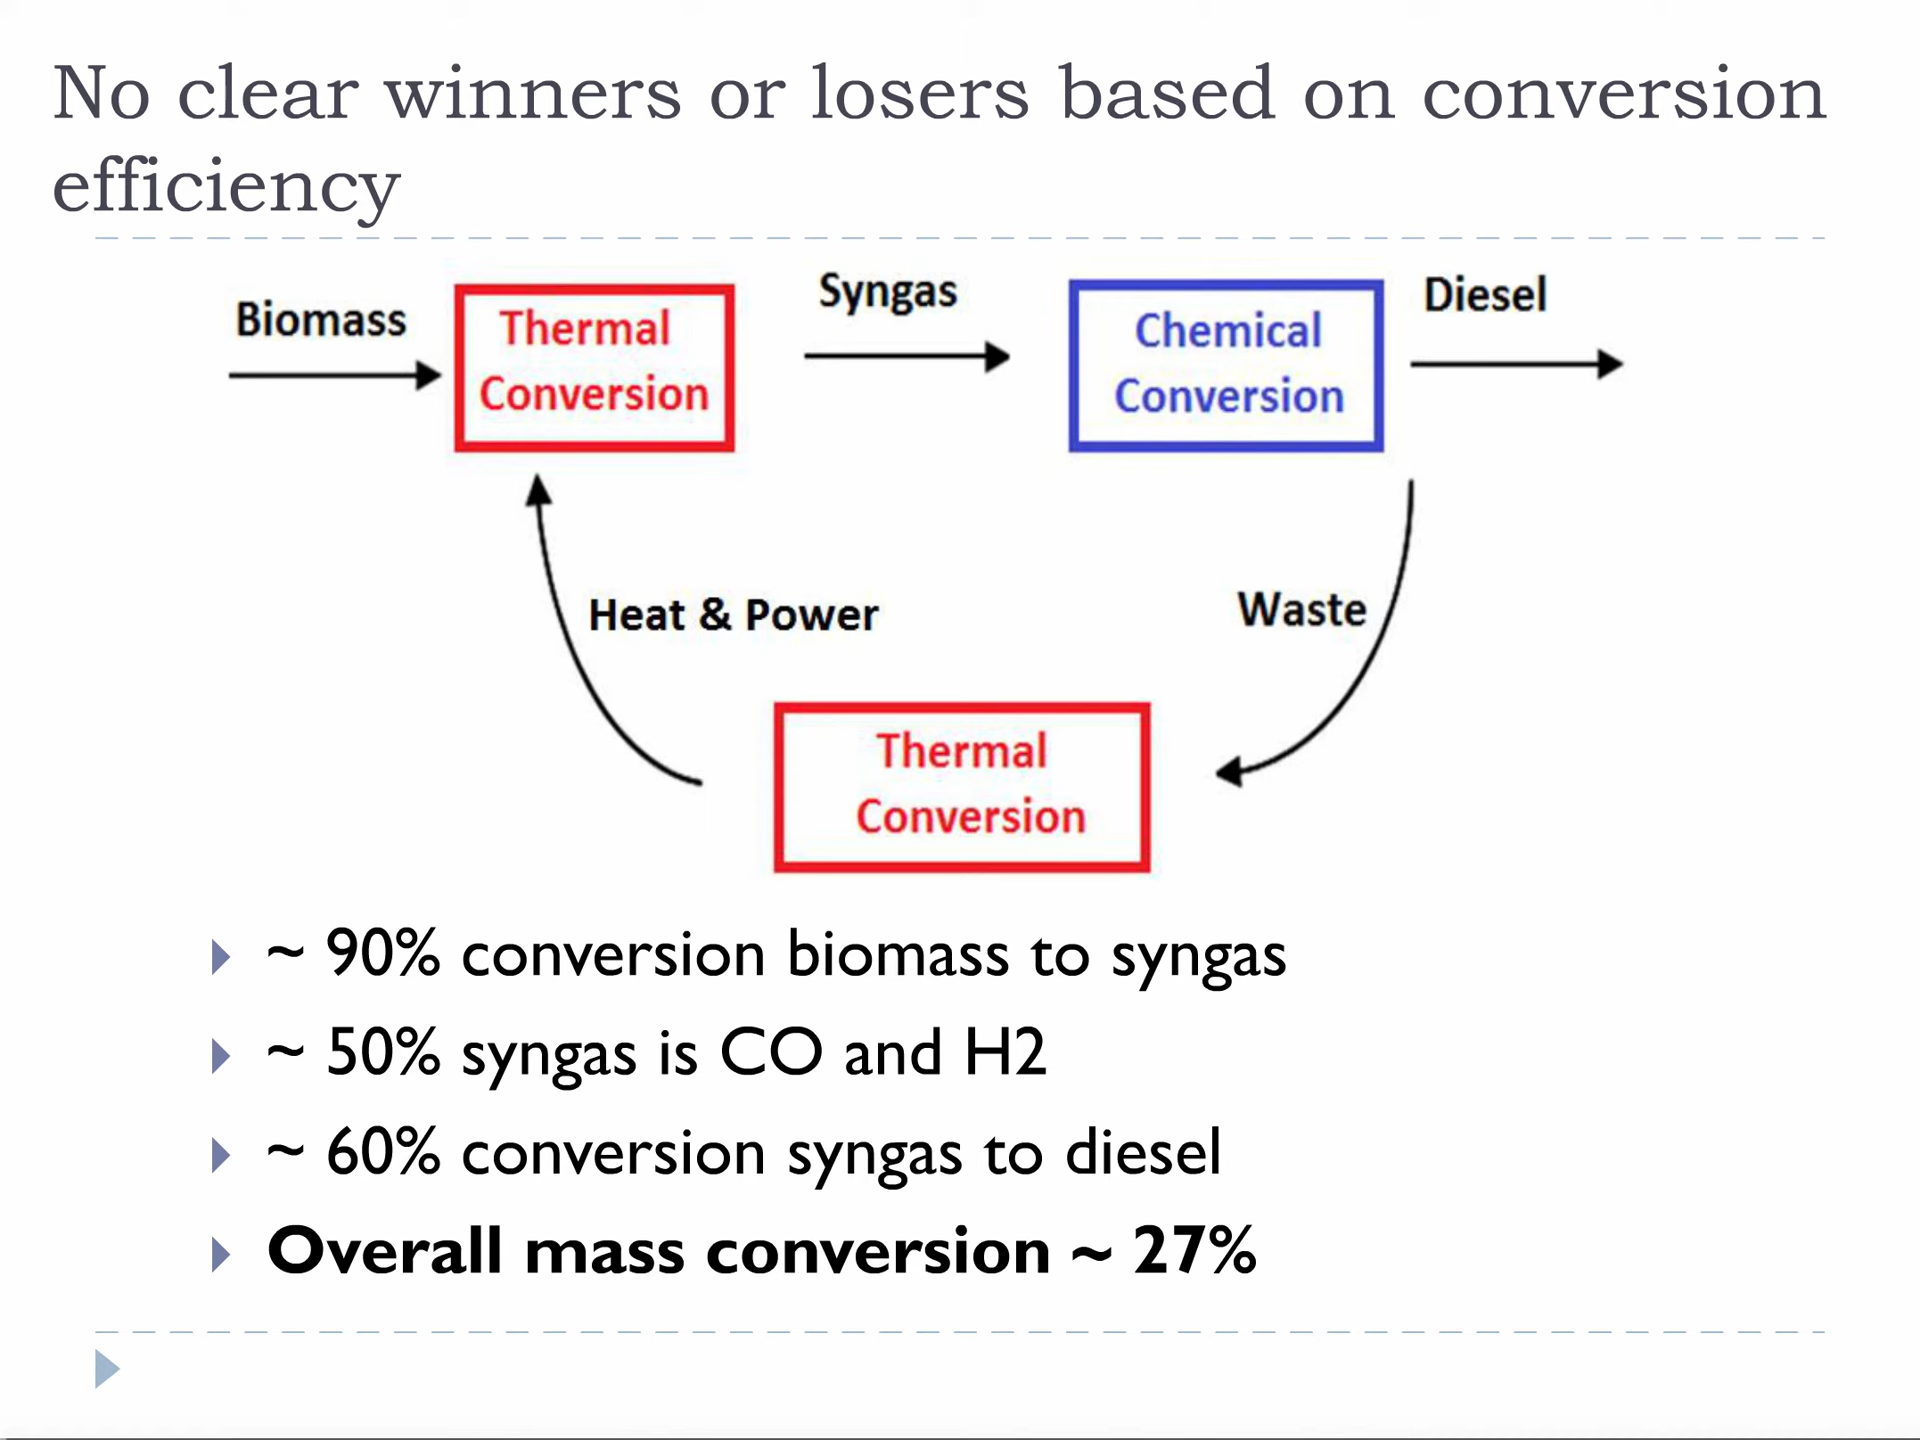 No clear winners or losers based on conversion
efficiency
Biomass
Thermal
Conversion
Syngas
Chemical
Conversion
Diesel
Heat & Power
Waste
Thermal
Conversion
~ 90% conversion biomass to syngas
~ 50% syngas is CO and H2
~ 60% conversion syngas to diesel
Overall mass conversion ~ 27%